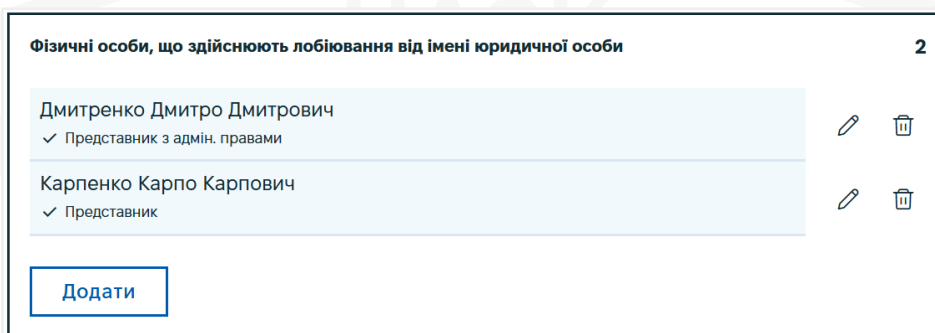 Фізичні особи, що здійснюють лобіювання від імені юридичної особи 2
Дмитренко Дмитро Дмитрович
Представник з адмін. правами
Карпенко Карпо Карпович
Представник
Додати